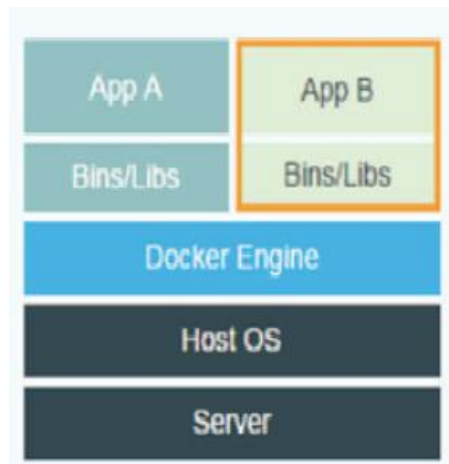 App A
App B
Bins/Libs
Bins/Libs
Docker Engine
Host OS
Server